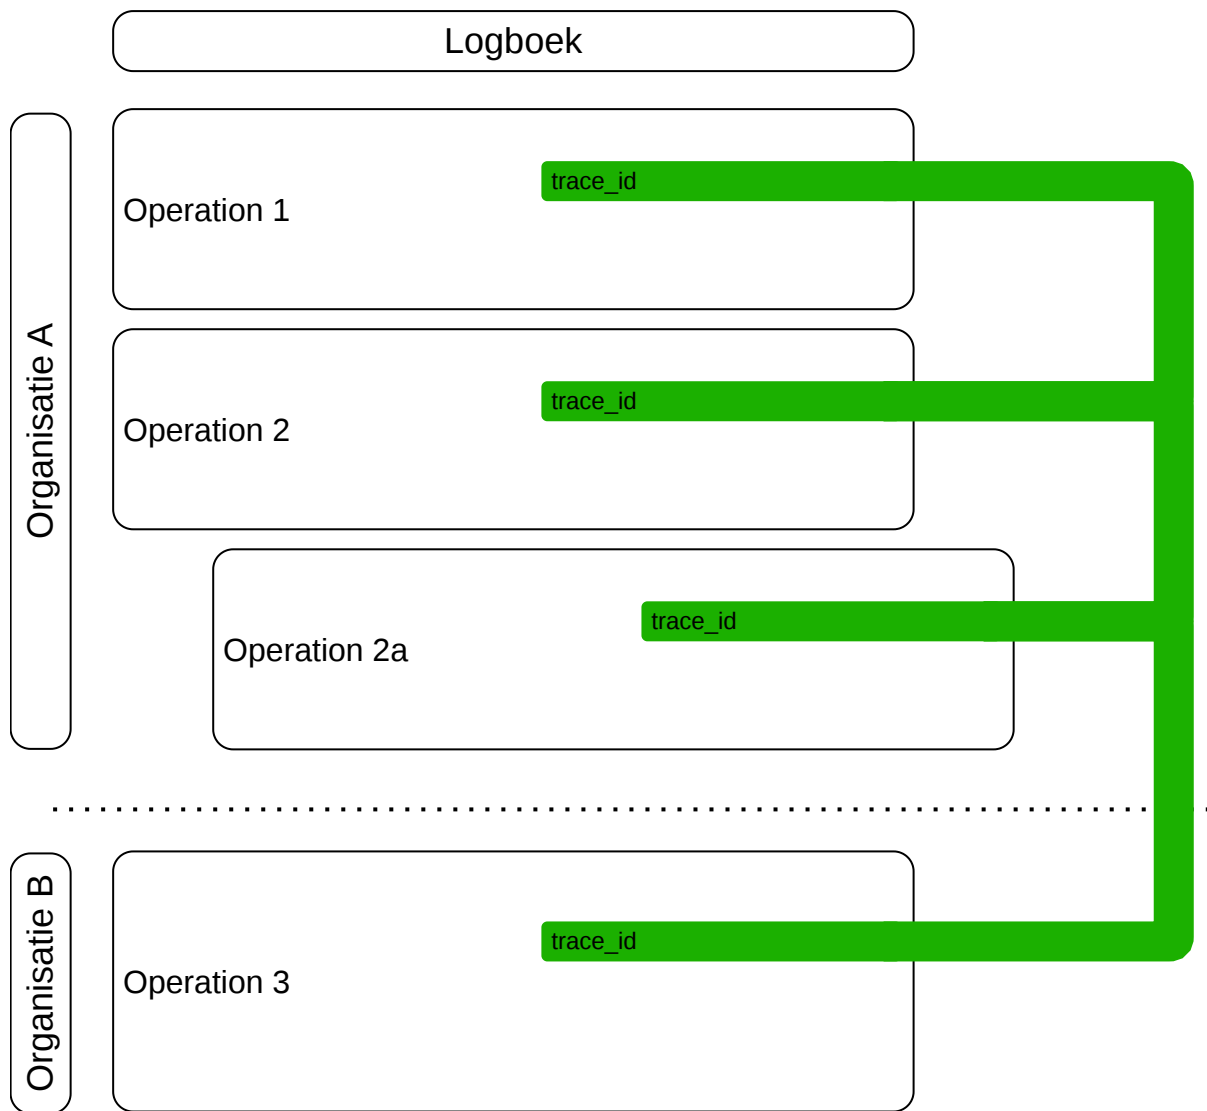 Logboek
Organisatie A
Operation 1
trace_id
Operation 2
trace_id
Operation 2a
trace_id
Organisatie B
Operation 3
trace_id